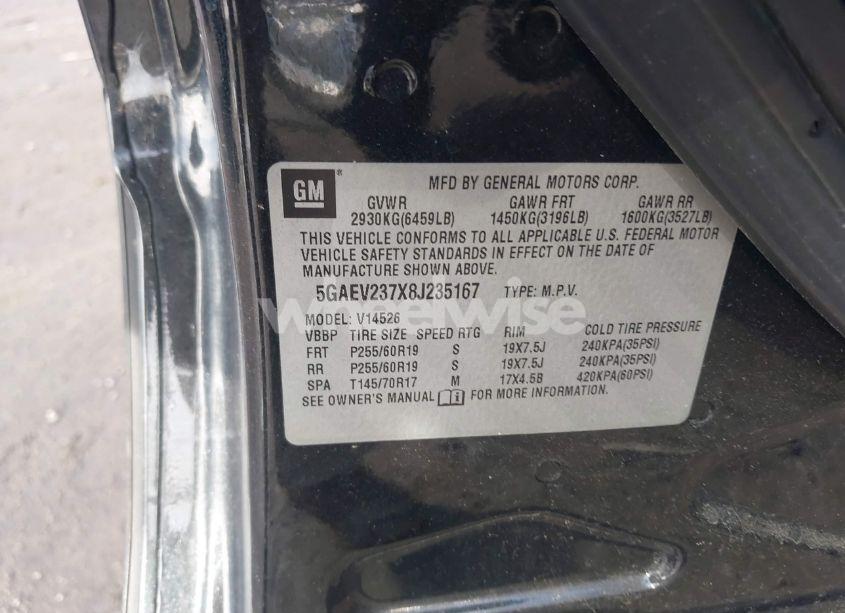 GM ®
MFD BY GENERAL MOTORS CORP.
GVWR GAWR FRT GAWR RR
2930KG(6459LB) 1450KG(3196LB) 1600KG(3527LB)
THIS VEHICLE CONFORMS TO ALL APPLICABLE U.S. FEDERAL MOTOR
VEHICLE SAFETY STANDARDS IN EFFECT ON THE DATE OF
MANUFACTURE SHOWN ABOVE.
5GAEV237X8J235167 TYPE: M.P.V.
wheelwise
MODEL: V14526
VBBP TIRE SIZE SPEED RTG RIM COLD TIRE PRESSURE
FRT P255/60R19 S 19X7.5J 240KPA(35PSI)
RR P255/60R19 S 19X7.5J 240KPA(35PSI)
SPA T145/70R17 M 17X4.5B 420KPA(60PSI)
SEE OWNER'S MANUAL i FOR MORE INFORMATION.